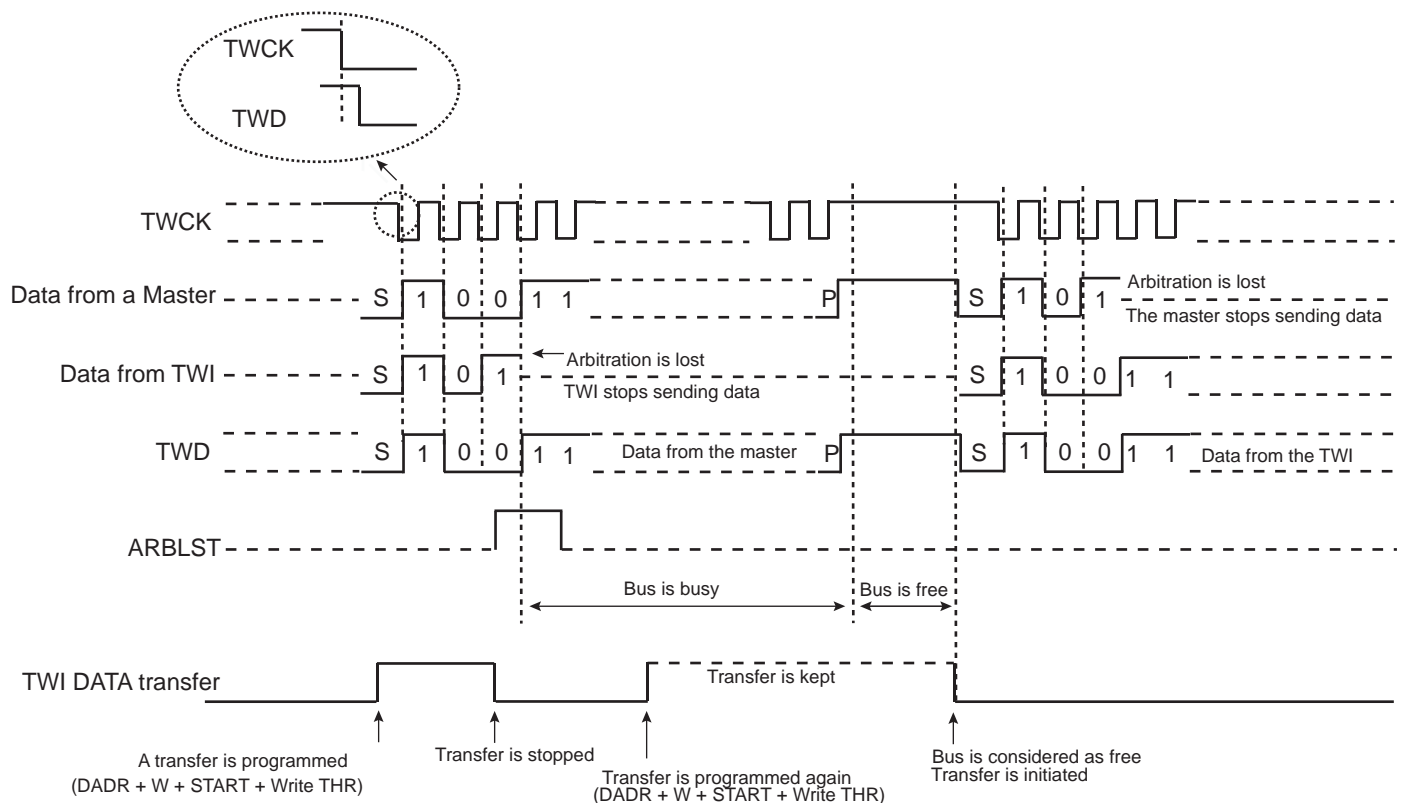 TWCK
TWD
TWCK
Data from a Master S 1 0 0 1 1 P S 1 0 1 Arbitration is lost
The master stops sending data
Data from TWI S 1 0 1 Arbitration is lost S 1 0 0 1 1
TWI stops sending data
TWD S 1 0 0 1 1 Data from the master P S 1 0 0 1 1 Data from the TWI
ARBLST
Bus is busy Bus is free
TWI DATA transfer Transfer is kept
A transfer is programmed
(DADR + W + START + Write THR)
Transfer is stopped
Transfer is programmed again
(DADR + W + START + Write THR)
Bus is considered as free
Transfer is initiated